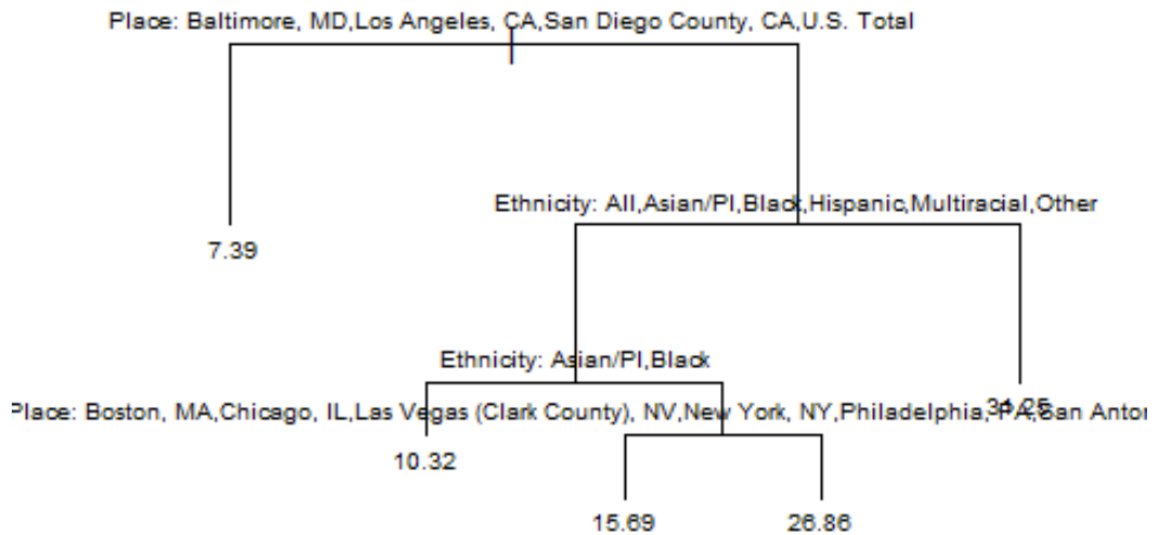 Place: Baltimore, MD,Los Angeles, CA,San Diego County, CA,U.S. Total
Ethnicity: All,Asian/PI,Black,Hispanic,Multiracial,Other
7.39
Ethnicity: Asian/PI,Black
34.25
Place: Boston, MA,Chicago, IL,Las Vegas (Clark County), NV,New York, NY,Philadelphia, PA,San Anton
10.32
15.69
26.86